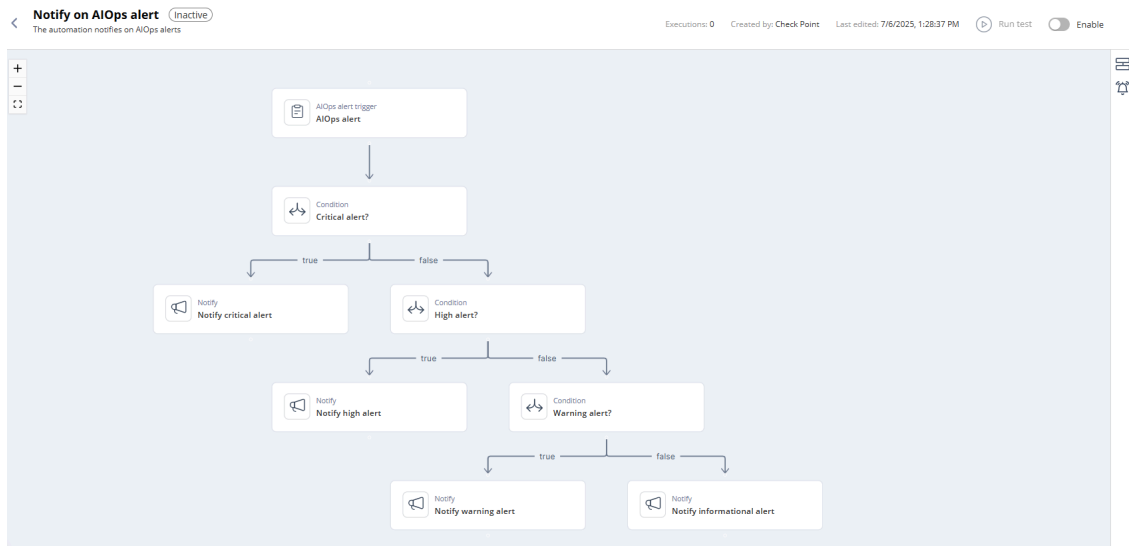 Notify on AIOps alert Inactive
The automation notifies on AIOps alerts
Executions: 0 Created by: Check Point Last edited: 7/6/2025, 1:28:37 PM Run test Enable
AIOps alert trigger
AIOps alert
Condition
Critical alert?
true false
Notify
Notify critical alert
Condition
High alert?
true false
Notify
Notify high alert
Condition
Warning alert?
true false
Notify
Notify warning alert
Notify
Notify informational alert